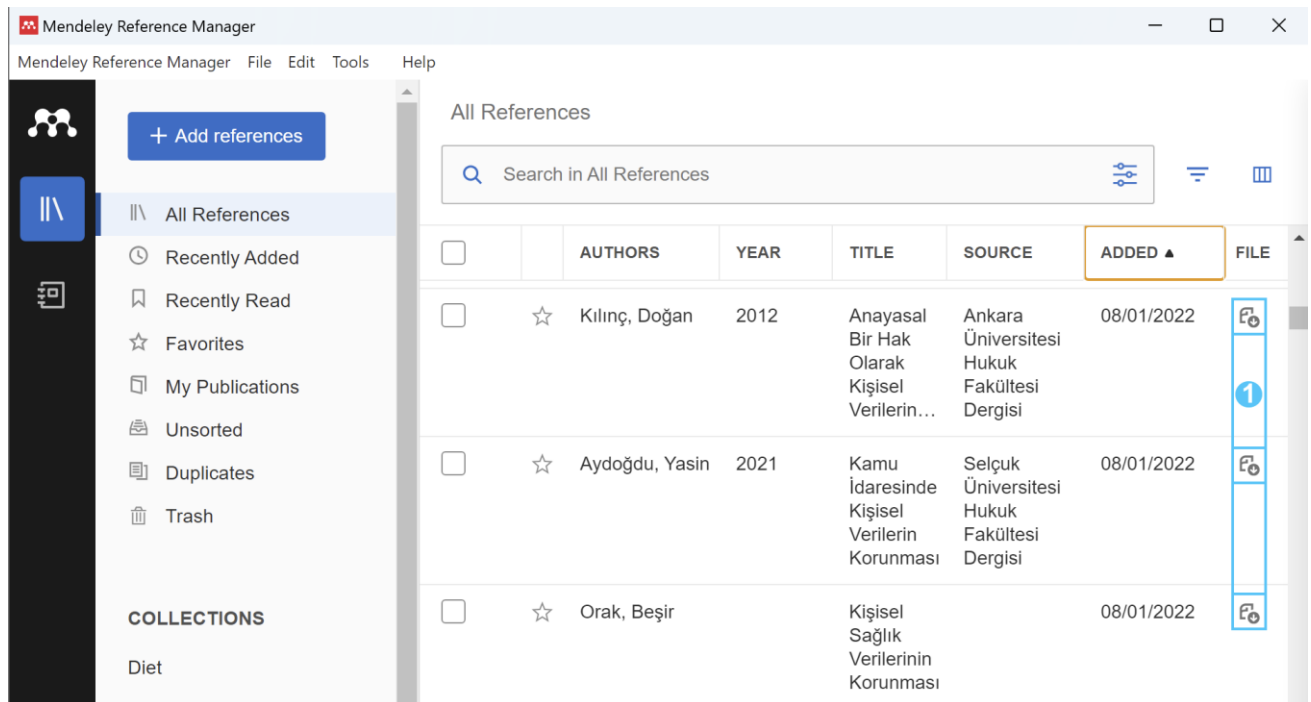 Mendeley Reference Manager
Mendeley Reference Manager File Edit Tools Help
+ Add references
All References
Recently Added
Recently Read
Favorites
My Publications
Unsorted
Duplicates
Trash
COLLECTIONS
Diet
All References
Search in All References
AUTHORS YEAR TITLE SOURCE ADDED ▲ FILE
Kılınç, Doğan 2012 Anayasal Ankara 08/01/2022
Bir Hak Üniversitesi
Olarak Hukuk
Kişisel Fakültesi
Verilerin… Dergisi
1
Aydoğdu, Yasin 2021 Kamu Selçuk 08/01/2022
İdaresinde Üniversitesi
Kişisel Hukuk
Verilerin Fakültesi
Korunması Dergisi
Orak, Beşir Kişisel 08/01/2022
Sağlık
Verilerinin
Korunması